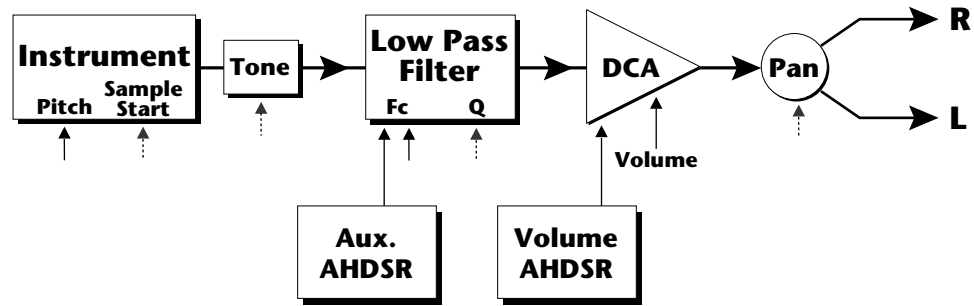 R
Instrument
Pitch
Sample
Start
Tone
Low Pass
Filter
Fc
Q
DCA
Volume
Pan
L
Aux.
AHDSR
Volume
AHDSR